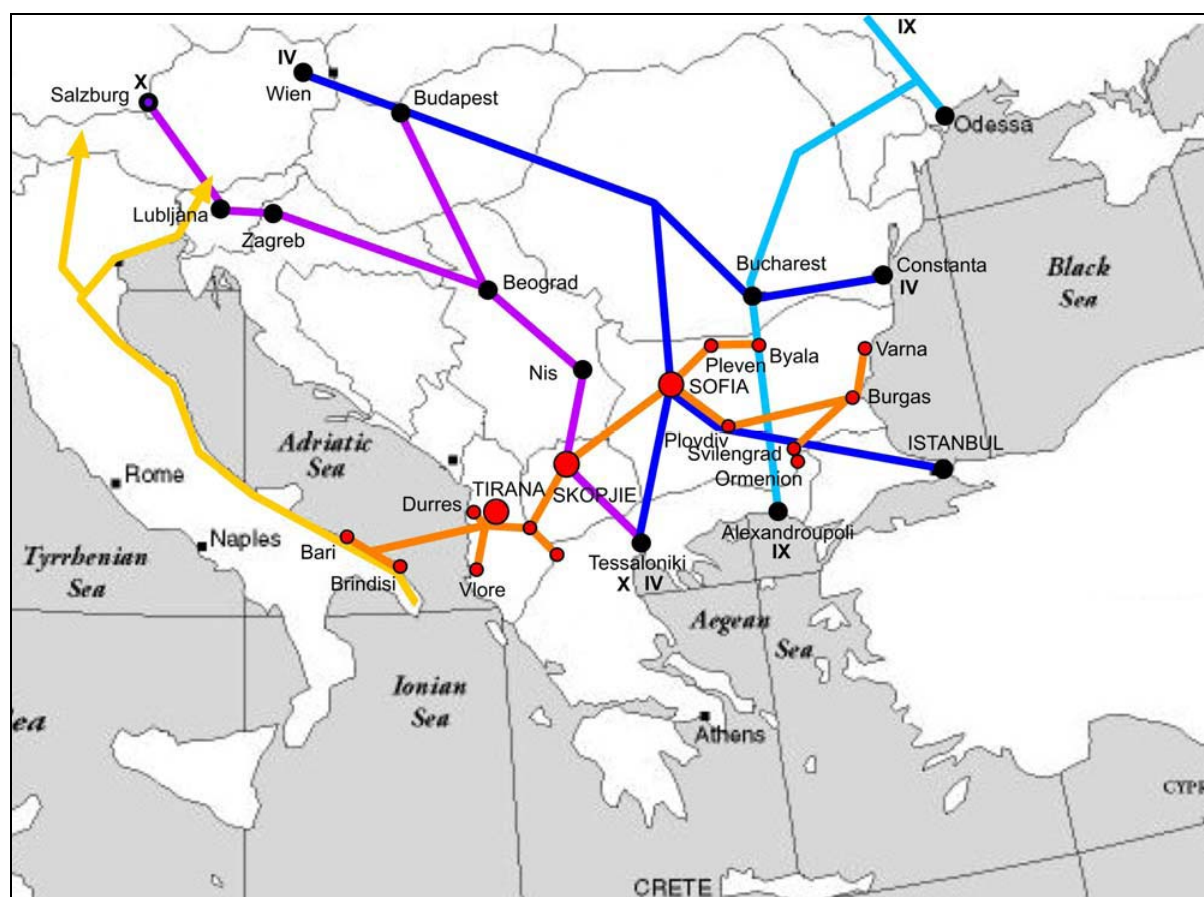 IX
IV
X
Wien
Salzburg
Budapest
Odessa
Lubljana
Zagreb
Bucharest
Constanta
IV
Black
Sea
Beograd
Nis
Pleven
Byala
Varna
SOFIA
Burgas
Plovdiv
Svilengrad
ISTANBUL
Ormenion
Adriatic
Sea
Rome
TIRANA
SKOPJIE
Durres
Naples
Bari
Brindisi
Vlore
Tessaloniki
X IV
Alexandroupoli
IX
Tyrrhenian
Sea
Aegean
Sea
Ionian
Sea
ea
Athens
CYPR
CRETE